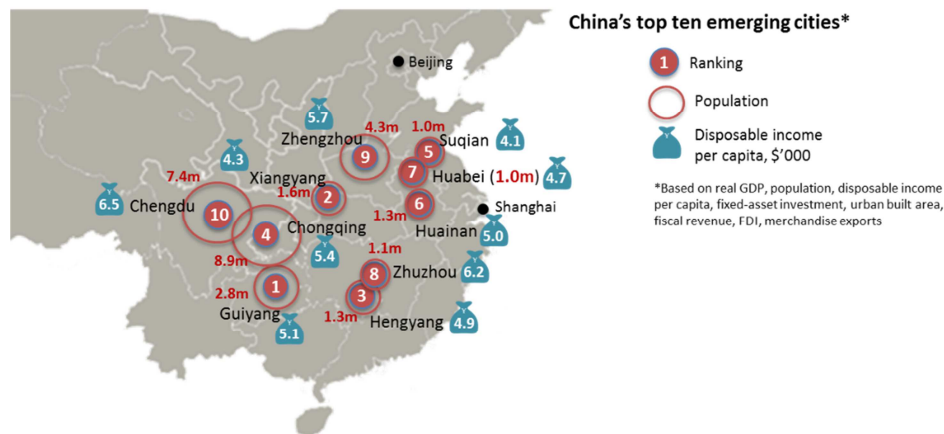 China's top ten emerging cities*
1 Ranking
Population
Disposable income
per capita, $'000
*Based on real GDP, population, disposable income
per capita, fixed-asset investment, urban built area,
fiscal revenue, FDI, merchandise exports
Beijing
5.7
Zhengzhou
4.3m
9
1.0m
Suqian
5
4.1
4.3
Xiangyang
1.6m
2
7
Huabei (1.0m)
4.7
7.4m
6.5
Chengdu
10
6
1.3m
Huainan
5.0
Shanghai
4
Chongqing
8.9m
5.4
1.1m
8
Zhuzhou
6.2
2.8m
1
Guiyang
5.1
3
1.3m
Hengyang
4.9